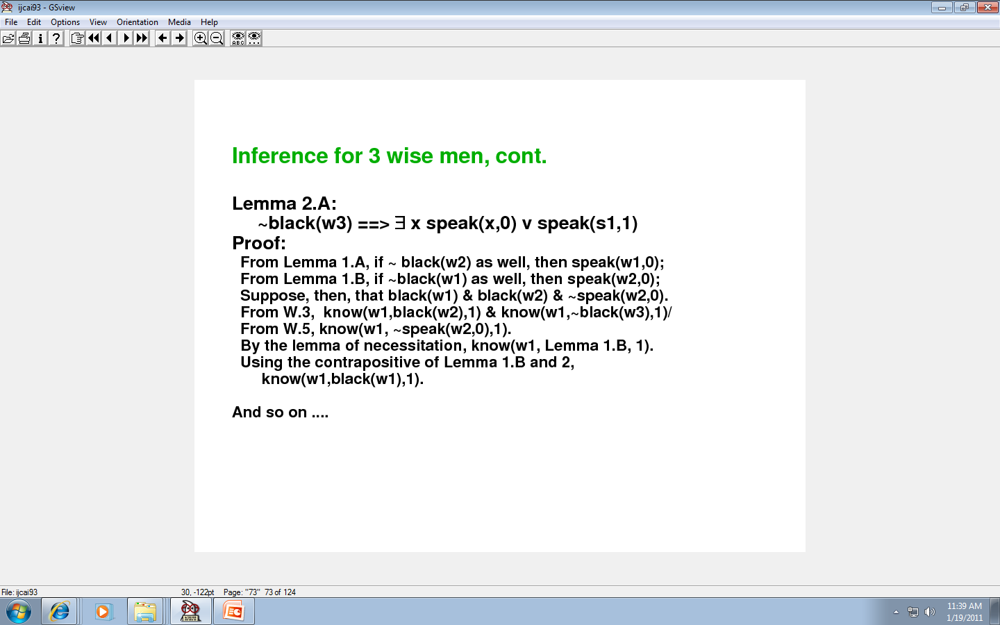 ijcai93 - GSview
File Edit Options View Orientation Media Help
i ? ABC
Inference for 3 wise men, cont.
Lemma 2.A:
~black(w3) ==> ∃ x speak(x,0) v speak(s1,1)
Proof:
From Lemma 1.A, if ~ black(w2) as well, then speak(w1,0);
From Lemma 1.B, if ~black(w1) as well, then speak(w2,0);
Suppose, then, that black(w1) & black(w2) & ~speak(w2,0).
From W.3, know(w1,black(w2),1) & know(w1,~black(w3),1)/
From W.5, know(w1, ~speak(w2,0),1).
By the lemma of necessitation, know(w1, Lemma 1.B, 1).
Using the contrapositive of Lemma 1.B and 2,
know(w1,black(w1),1).
And so on ....
File: ijcai93 30, -122pt Page: "73" 73 of 124
11:39 AM
1/19/2011